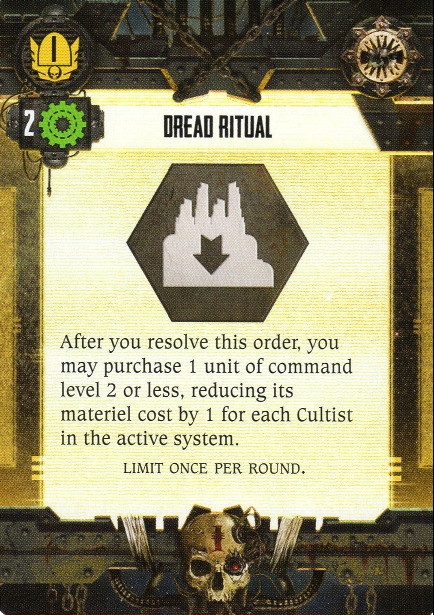 I
2
DREAD RITUAL
After you resolve this order, you
may purchase 1 unit of command
level 2 or less, reducing its
materiel cost by 1 for each Cultist
in the active system.
LIMIT ONCE PER ROUND.
I